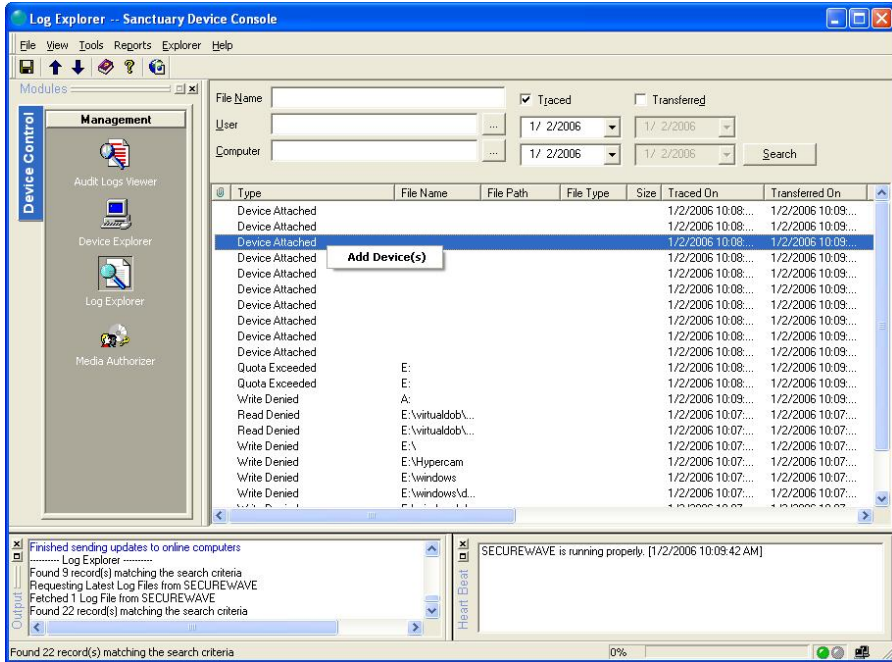 Log Explorer -- Sanctuary Device Console
File View Tools Reports Explorer Help
Modules
Device Control
Management
Audit Logs Viewer
Device Explorer
Log Explorer
Media Authorizer
File Name
Traced
Transferred
User
...
1/ 2/2006
1/ 2/2006
Computer
...
1/ 2/2006
1/ 2/2006
Search
Type File Name File Path File Type Size Traced On Transferred On
Device Attached 1/2/2006 10:08:... 1/2/2006 10:09:...
Device Attached 1/2/2006 10:08:... 1/2/2006 10:09:...
Device Attached 1/2/2006 10:08:... 1/2/2006 10:09:...
Device Attached 1/2/2006 10:08:... 1/2/2006 10:09:...
Add Device(s)
Device Attached 1/2/2006 10:08:... 1/2/2006 10:09:...
Device Attached 1/2/2006 10:08:... 1/2/2006 10:09:...
Device Attached 1/2/2006 10:08:... 1/2/2006 10:09:...
Device Attached 1/2/2006 10:08:... 1/2/2006 10:09:...
Device Attached 1/2/2006 10:08:... 1/2/2006 10:09:...
Device Attached 1/2/2006 10:08:... 1/2/2006 10:09:...
Quota Exceeded E: 1/2/2006 10:08:... 1/2/2006 10:09:...
Quota Exceeded E: 1/2/2006 10:08:... 1/2/2006 10:09:...
Write Denied A: 1/2/2006 10:09:... 1/2/2006 10:09:...
Read Denied E:\virtualdob\... 1/2/2006 10:07:... 1/2/2006 10:07:...
Read Denied E:\virtualdob\... 1/2/2006 10:07:... 1/2/2006 10:07:...
Write Denied E:\ 1/2/2006 10:07:... 1/2/2006 10:07:...
Write Denied E:\Hypercam 1/2/2006 10:07:... 1/2/2006 10:07:...
Write Denied E:\windows 1/2/2006 10:07:... 1/2/2006 10:07:...
Write Denied E:\windows\d... 1/2/2006 10:07:... 1/2/2006 10:07:...
Output
Finished sending updates to online computers
---------- Log Explorer ----------
Found 9 record(s) matching the search criteria
Requesting Latest Log Files from SECUREWAVE
Fetched 1 Log File from SECUREWAVE
Found 22 record(s) matching the search criteria
Heart Beat
SECUREWAVE is running properly. [1/2/2006 10:09:42 AM]
Found 22 record(s) matching the search criteria
0%